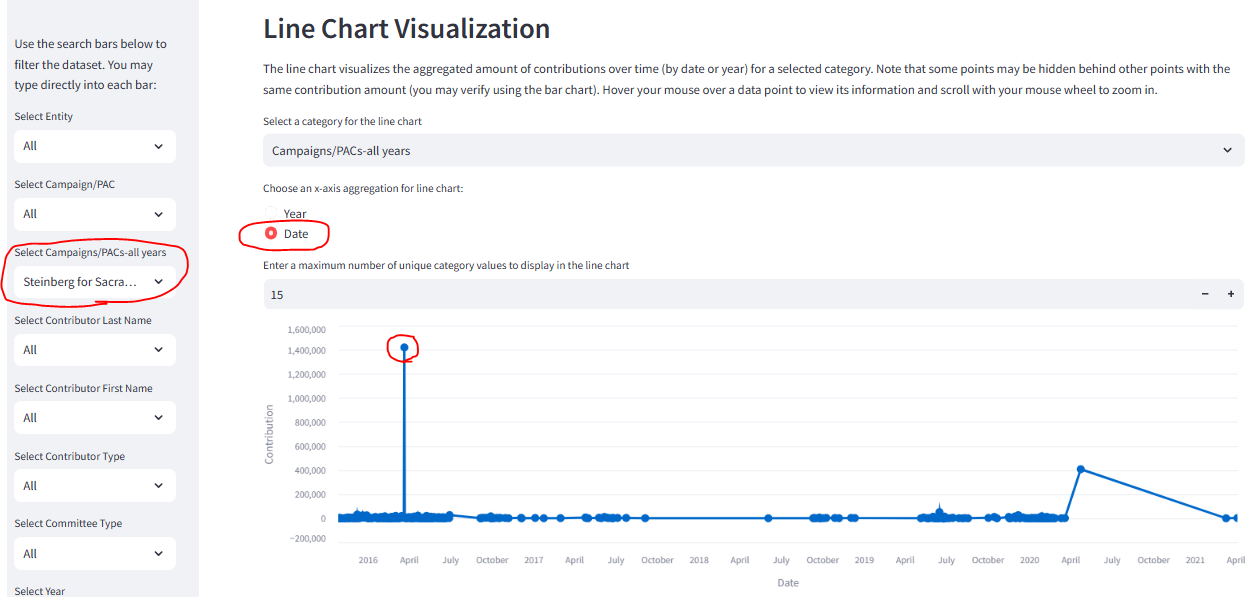 Line Chart Visualization
Use the search bars below to
filter the dataset. You may
type directly into each bar:
The line chart visualizes the aggregated amount of contributions over time (by date or year) for a selected category. Note that some points may be hidden behind other points with the
same contribution amount (you may verify using the bar chart). Hover your mouse over a data point to view its information and scroll with your mouse wheel to zoom in.
Select Entity
All
Select Campaign/PAC
All
Select Campaigns/PACs-all years
Steinberg for Sacra...
Select Contributor Last Name
All
Select Contributor First Name
All
Select Contributor Type
All
Select Committee Type
All
Select Year
Select a category for the line chart
Campaigns/PACs-all years
Choose an x-axis aggregation for line chart:
Year
Date
Enter a maximum number of unique category values to display in the line chart
15
− +
1,600,000
1,400,000
1,200,000
1,000,000
800,000
600,000
400,000
200,000
0
−200,000
Contribution
2016 April July October 2017 April July October 2018 April July October 2019 April July October 2020 April July October 2021 April
Date